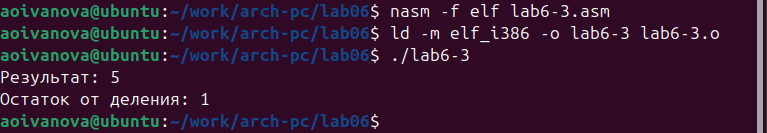 aoivanova@ubuntu:~/work/arch-pc/lab06$ nasm -f elf lab6-3.asm
aoivanova@ubuntu:~/work/arch-pc/lab06$ ld -m elf_i386 -o lab6-3 lab6-3.o
aoivanova@ubuntu:~/work/arch-pc/lab06$ ./lab6-3
Результат: 5
Остаток от деления: 1
aoivanova@ubuntu:~/work/arch-pc/lab06$